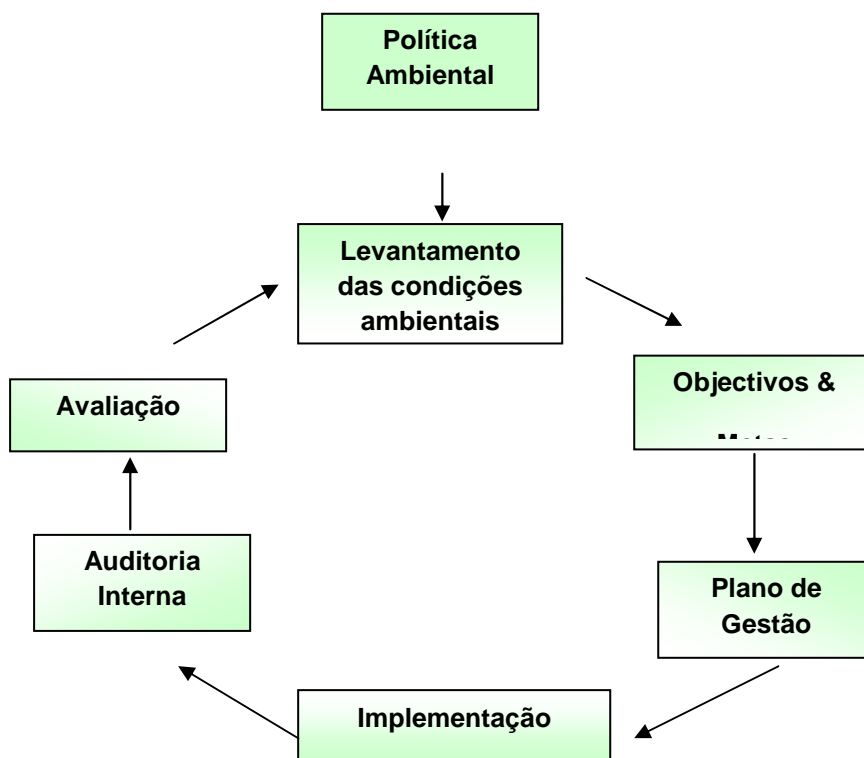 Política
Ambiental
Levantamento
das condições
ambientais
Objectivos &
Avaliação
Auditoria
Interna
Plano de
Gestão
Implementação